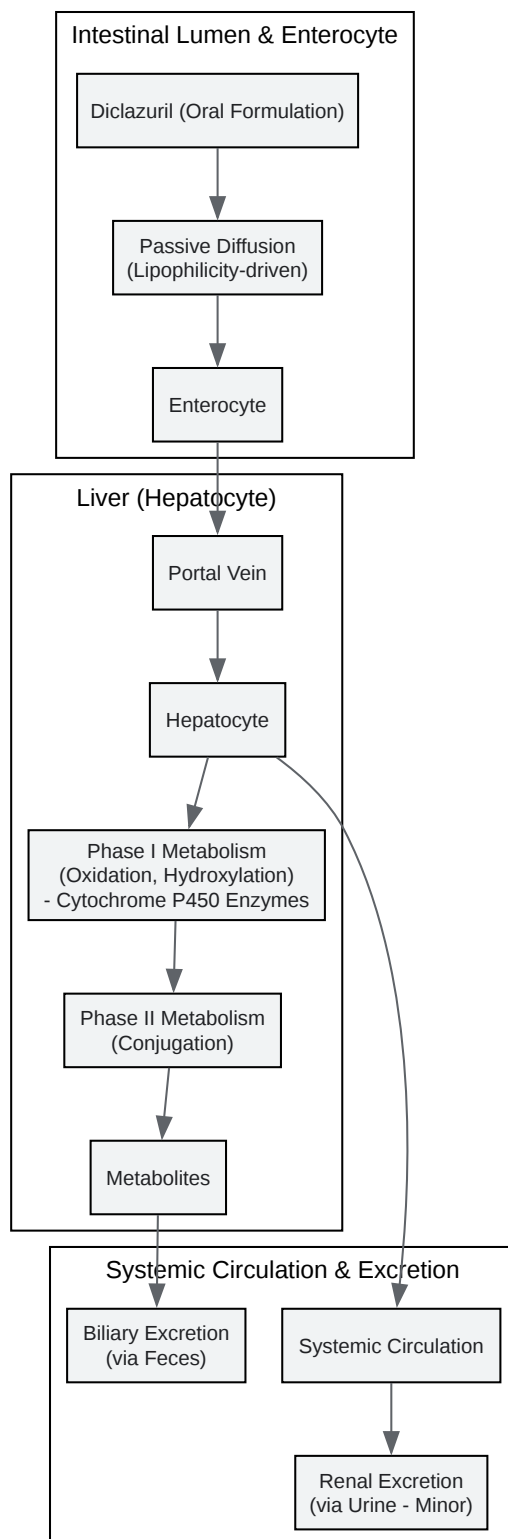 Intestinal Lumen & Enterocyte
Diclazuril (Oral Formulation)
Passive Diffusion
(Lipophilicity-driven)
Enterocyte
Liver (Hepatocyte)
Portal Vein
Hepatocyte
Phase I Metabolism
(Oxidation, Hydroxylation)
- Cytochrome P450 Enzymes
Phase II Metabolism
(Conjugation)
Metabolites
Systemic Circulation & Excretion
Biliary Excretion
(via Feces)
Systemic Circulation
Renal Excretion
(via Urine - Minor)